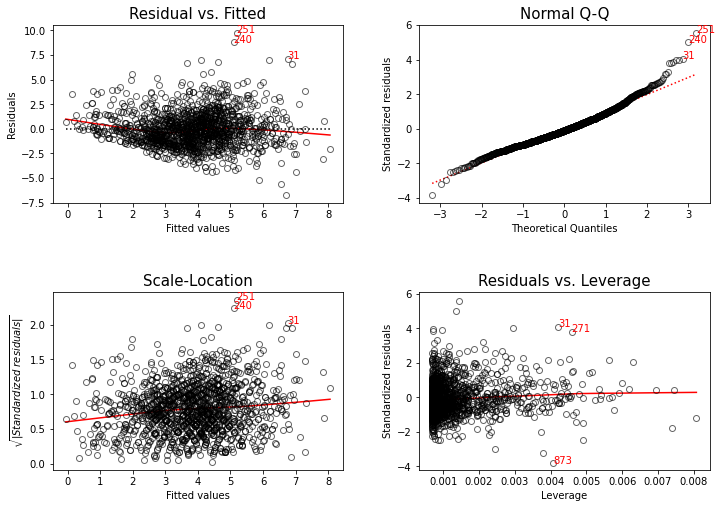 Residual vs. Fitted
10.0
7.5
5.0
2.5
0.0
−2.5
−5.0
−7.5
Residuals
251
240
31
0 1 2 3 4 5 6 7 8
Fitted values
Normal Q-Q
6
4
2
0
−2
−4
Standardized residuals
251
240
31
−3 −2 −1 0 1 2 3
Theoretical Quantiles
Scale-Location
2.0
1.5
1.0
0.5
0.0
√|Standardized residuals|
251
240
31
0 1 2 3 4 5 6 7 8
Fitted values
Residuals vs. Leverage
6
4
2
0
−2
−4
Standardized residuals
31
271
873
0.001 0.002 0.003 0.004 0.005 0.006 0.007 0.008
Leverage